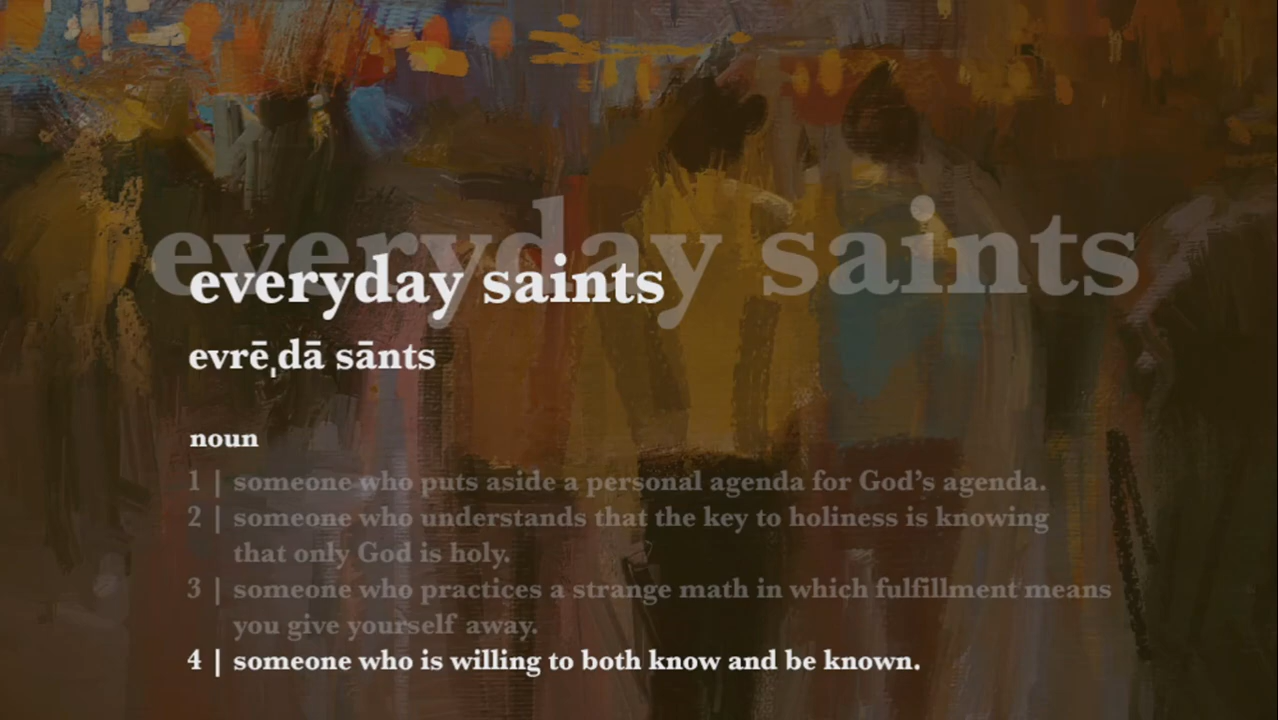 everyday saints
everyday saints
evrēˌdā sānts
noun
1 | someone who puts aside a personal agenda for God’s agenda.
2 | someone who understands that the key to holiness is knowing
that only God is holy.
3 | someone who practices a strange math in which fulfillment means
you give yourself away.
4 | someone who is willing to both know and be known.